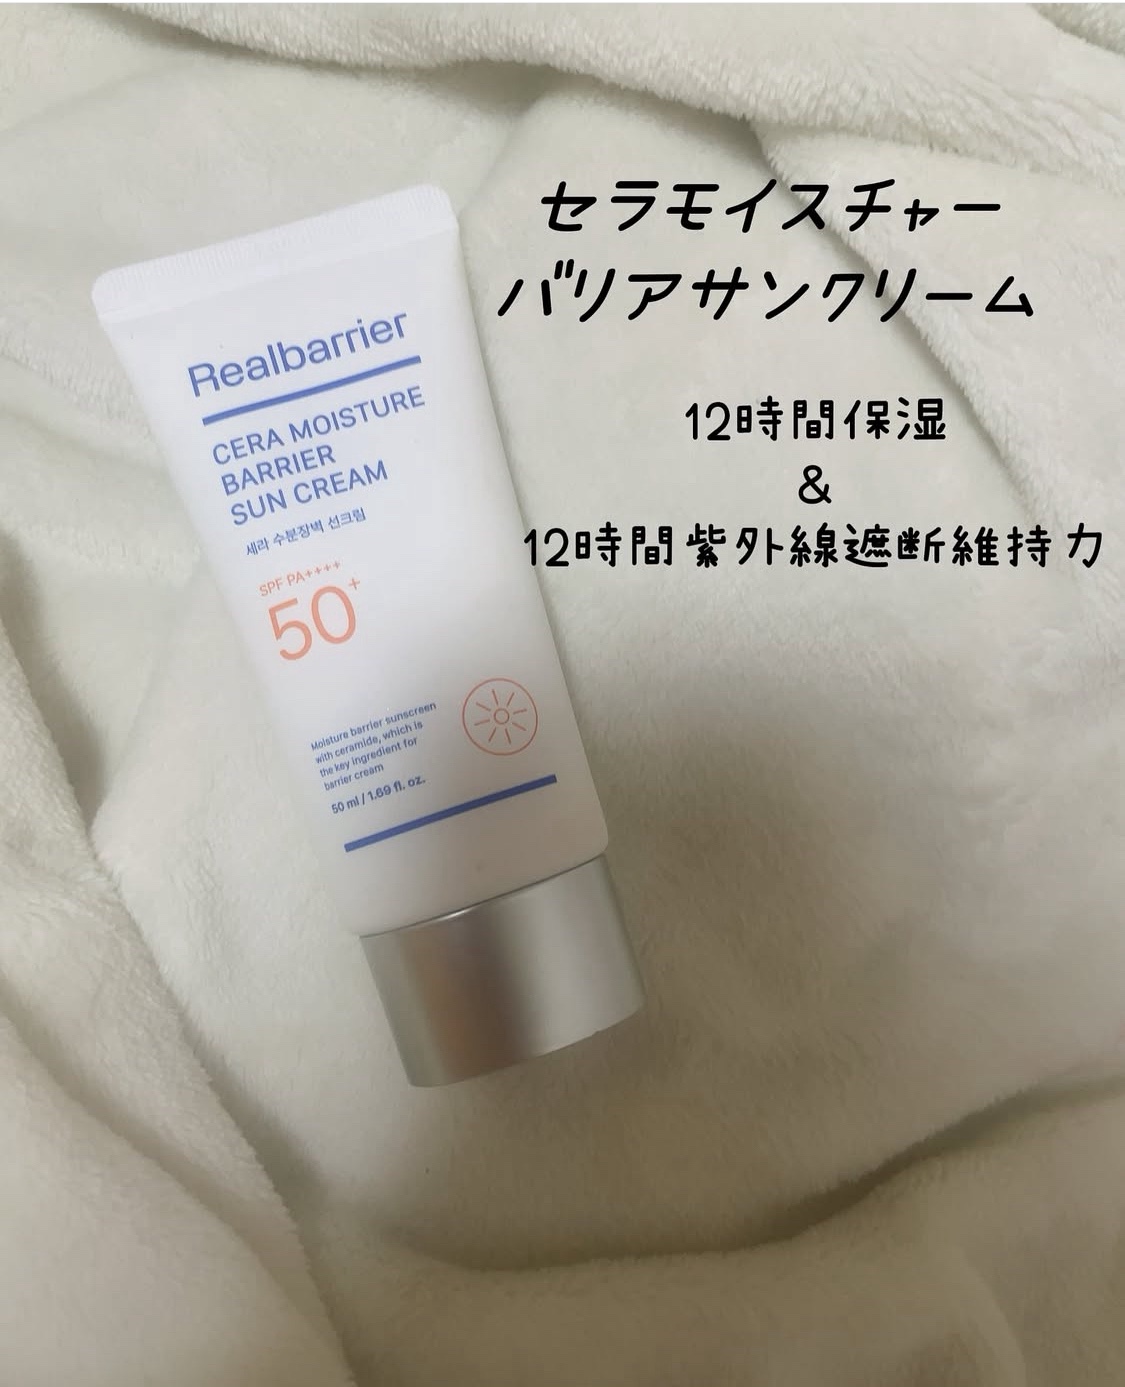 セラモイスチャー
バリアサンクリーム
12時間保湿
&
12時間紫外線遮断維持力
Realbarrier
CERA MOISTURE
BARRIER
SUN CREAM
세라 수분장벽 선크림
SPF PA++++
50+
Moisture barrier sunscreen
with ceramide, which is
the key ingredient for
barrier cream
50 ml / 1.69 fl. oz.